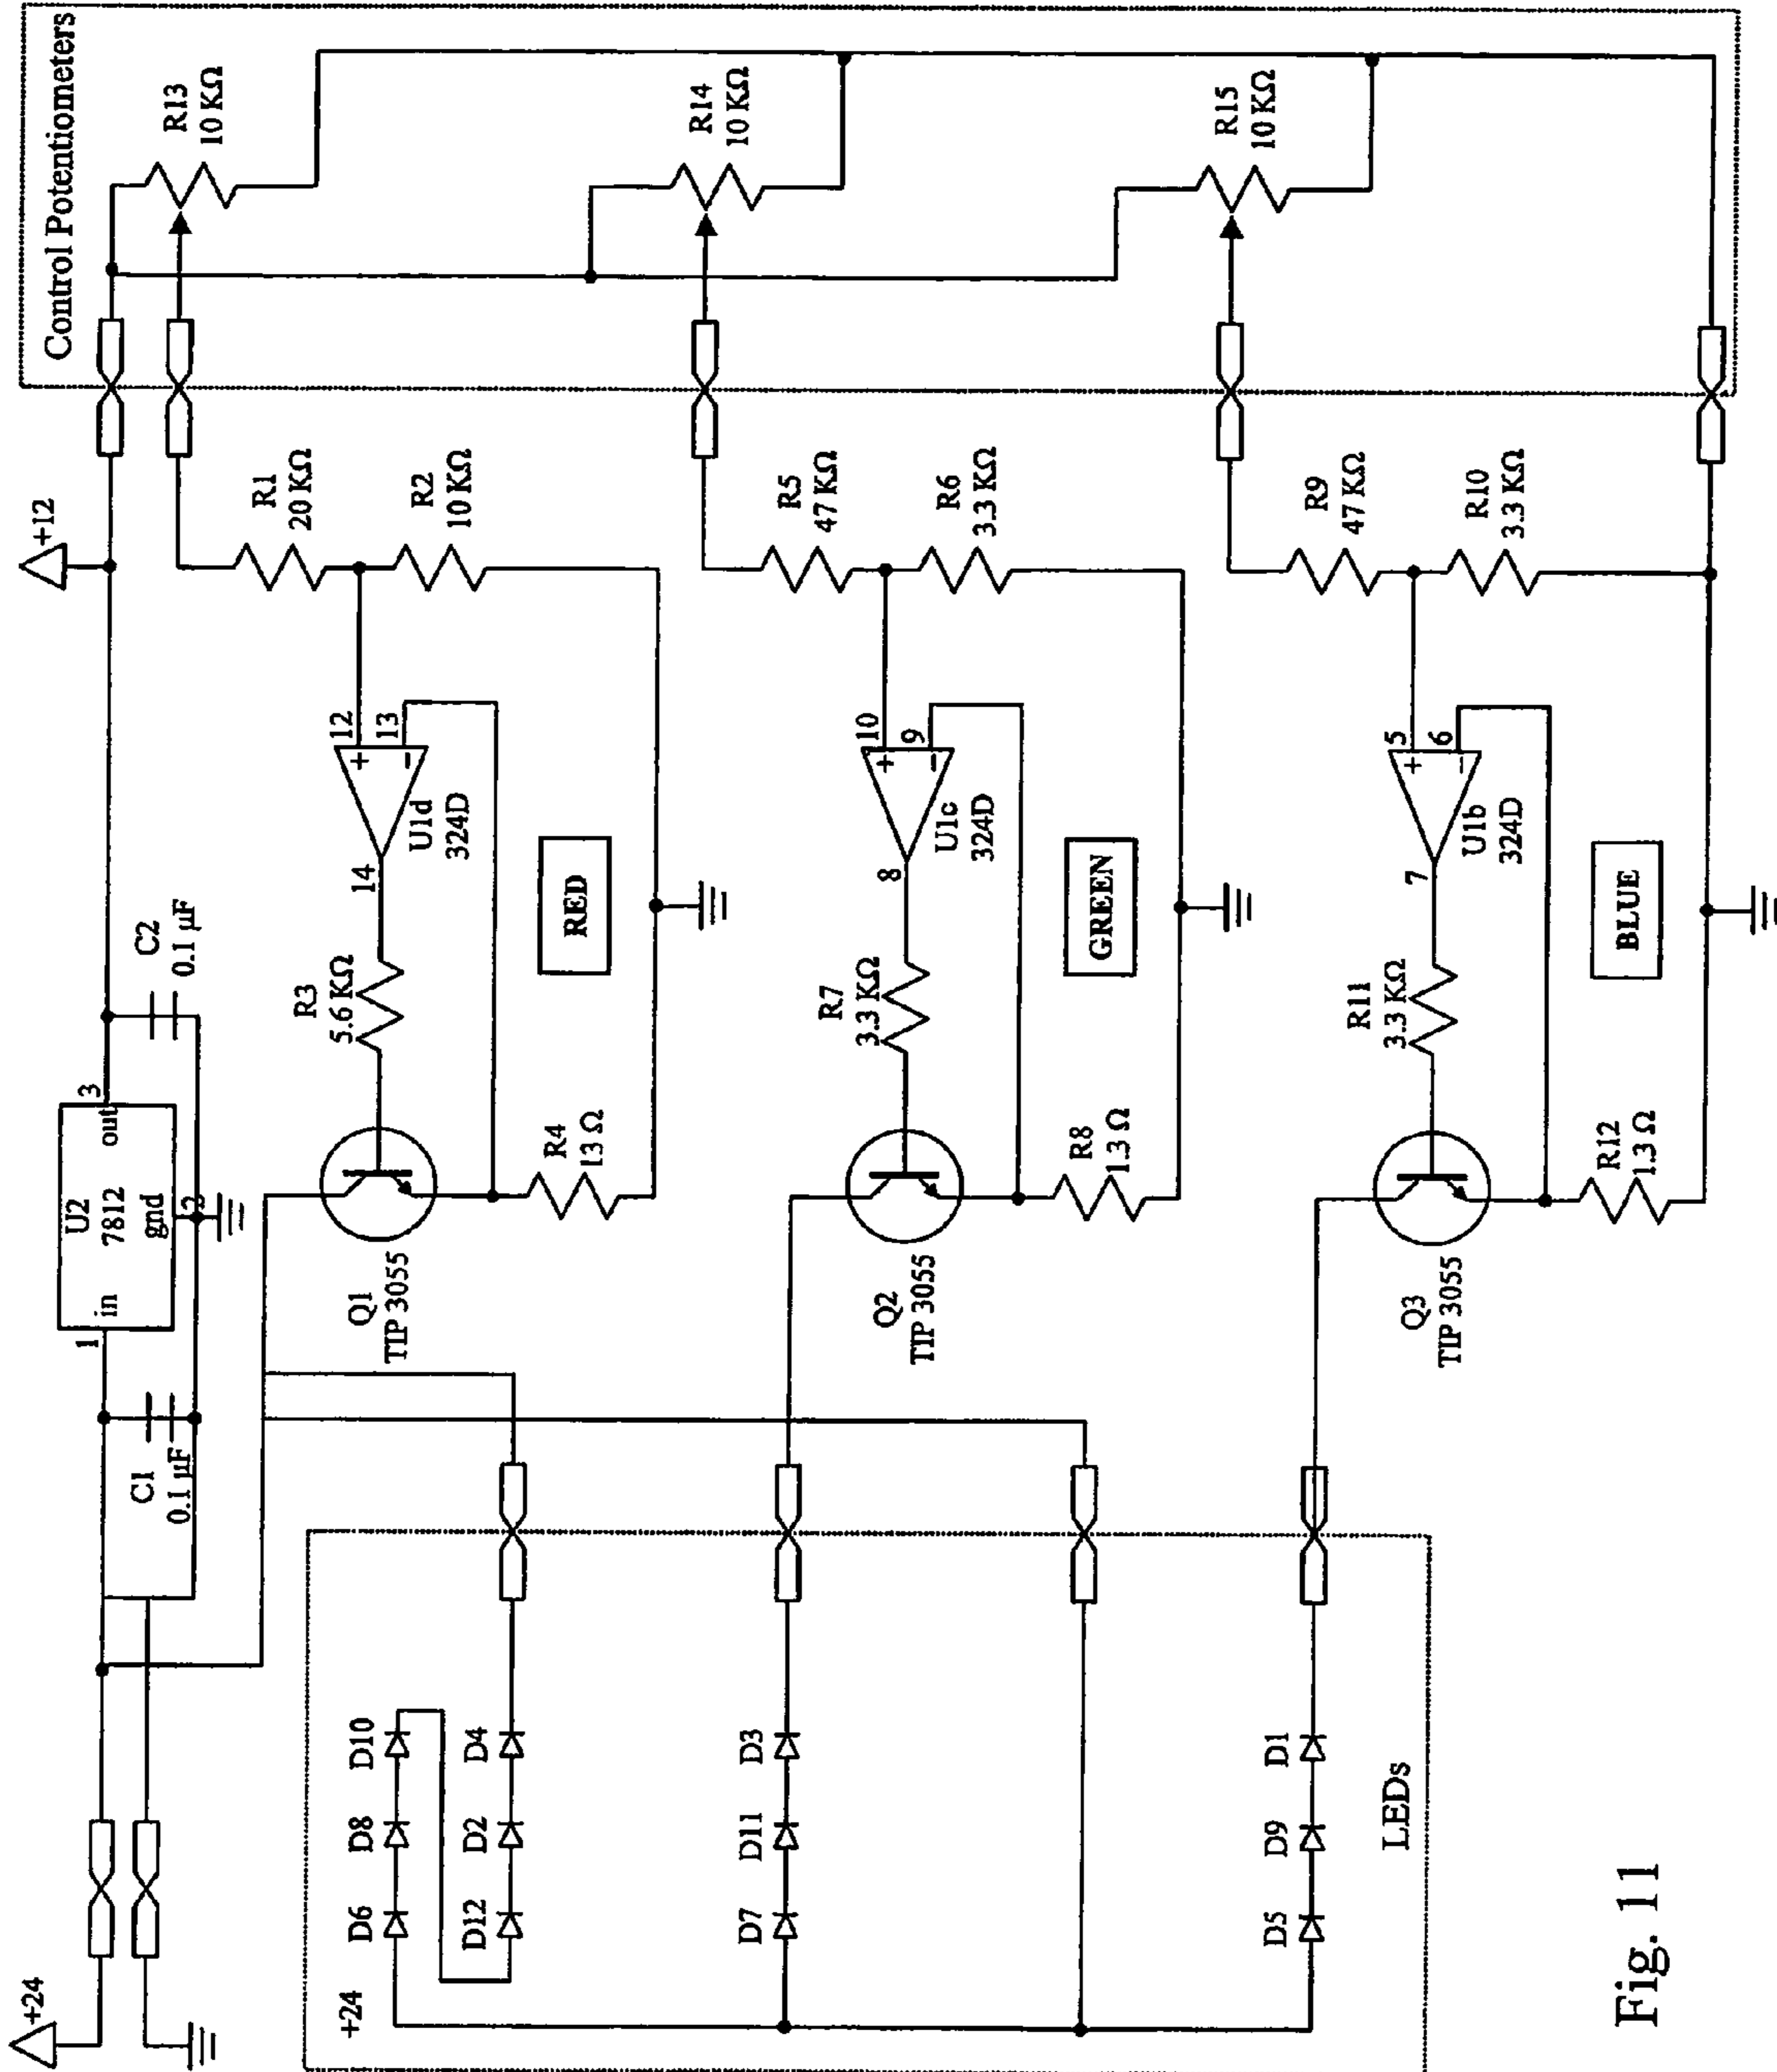 +24
U2
7812
in
out
gnd
1
3
2
C1
0.1 µF
C2
0.1 µF
+12
Control Potentiometers
R13
10 KΩ
R14
10 KΩ
R15
10 KΩ
R1
20 KΩ
R2
10 KΩ
12
13
+
-
U1d
324D
14
R3
5.6 KΩ
Q1
TIP 3055
R4
13 Ω
RED
R5
47 KΩ
R6
3.3 KΩ
10
9
+
-
U1c
324D
8
R7
3.3 KΩ
Q2
TIP 3055
R8
1.3 Ω
GREEN
R9
47 KΩ
R10
3.3 KΩ
5
6
+
-
U1b
324D
7
R11
3.3 KΩ
Q3
TIP 3055
R12
1.3 Ω
BLUE
+24
D6 D8 D10
D12 D2 D4
D7 D11 D3
D5 D9 D1
LEDs
Fig. 11